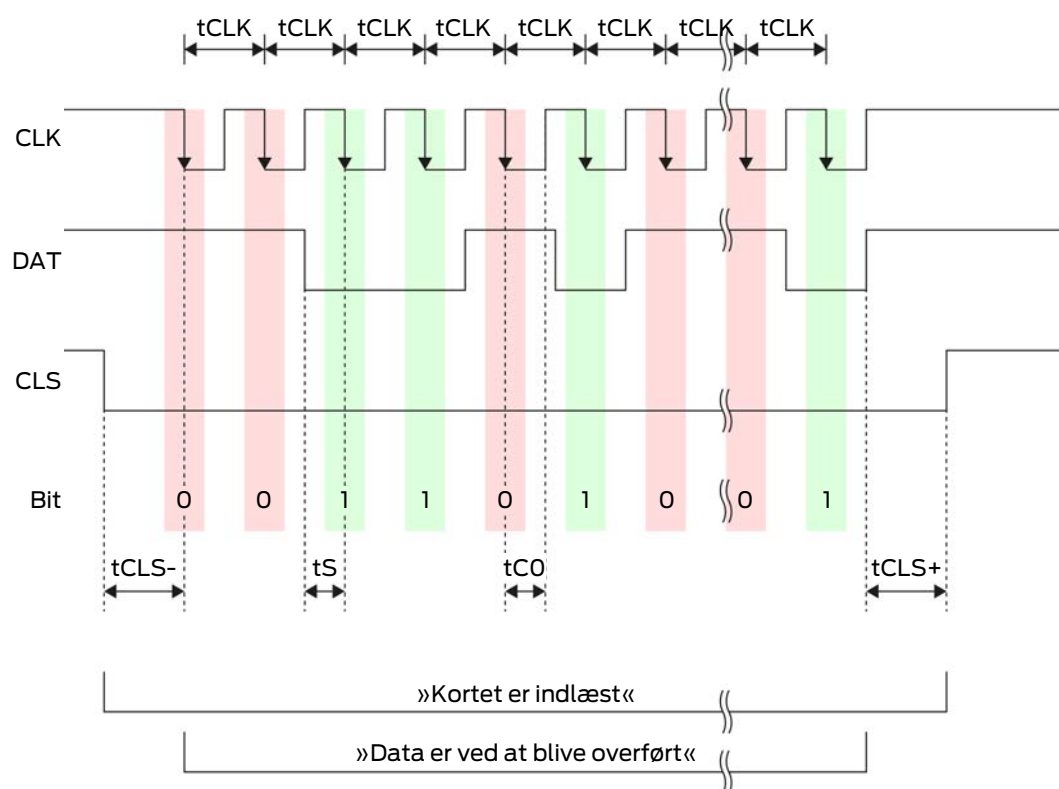 tCLK tCLK tCLK tCLK tCLK tCLK tCLK tCLK
CLK
DAT
CLS
Bit 0 0 1 1 0 1 0 0 1
tCLS- tS tC0 tCLS+
»Kortet er indlæst«
»Data er ved at blive overført«